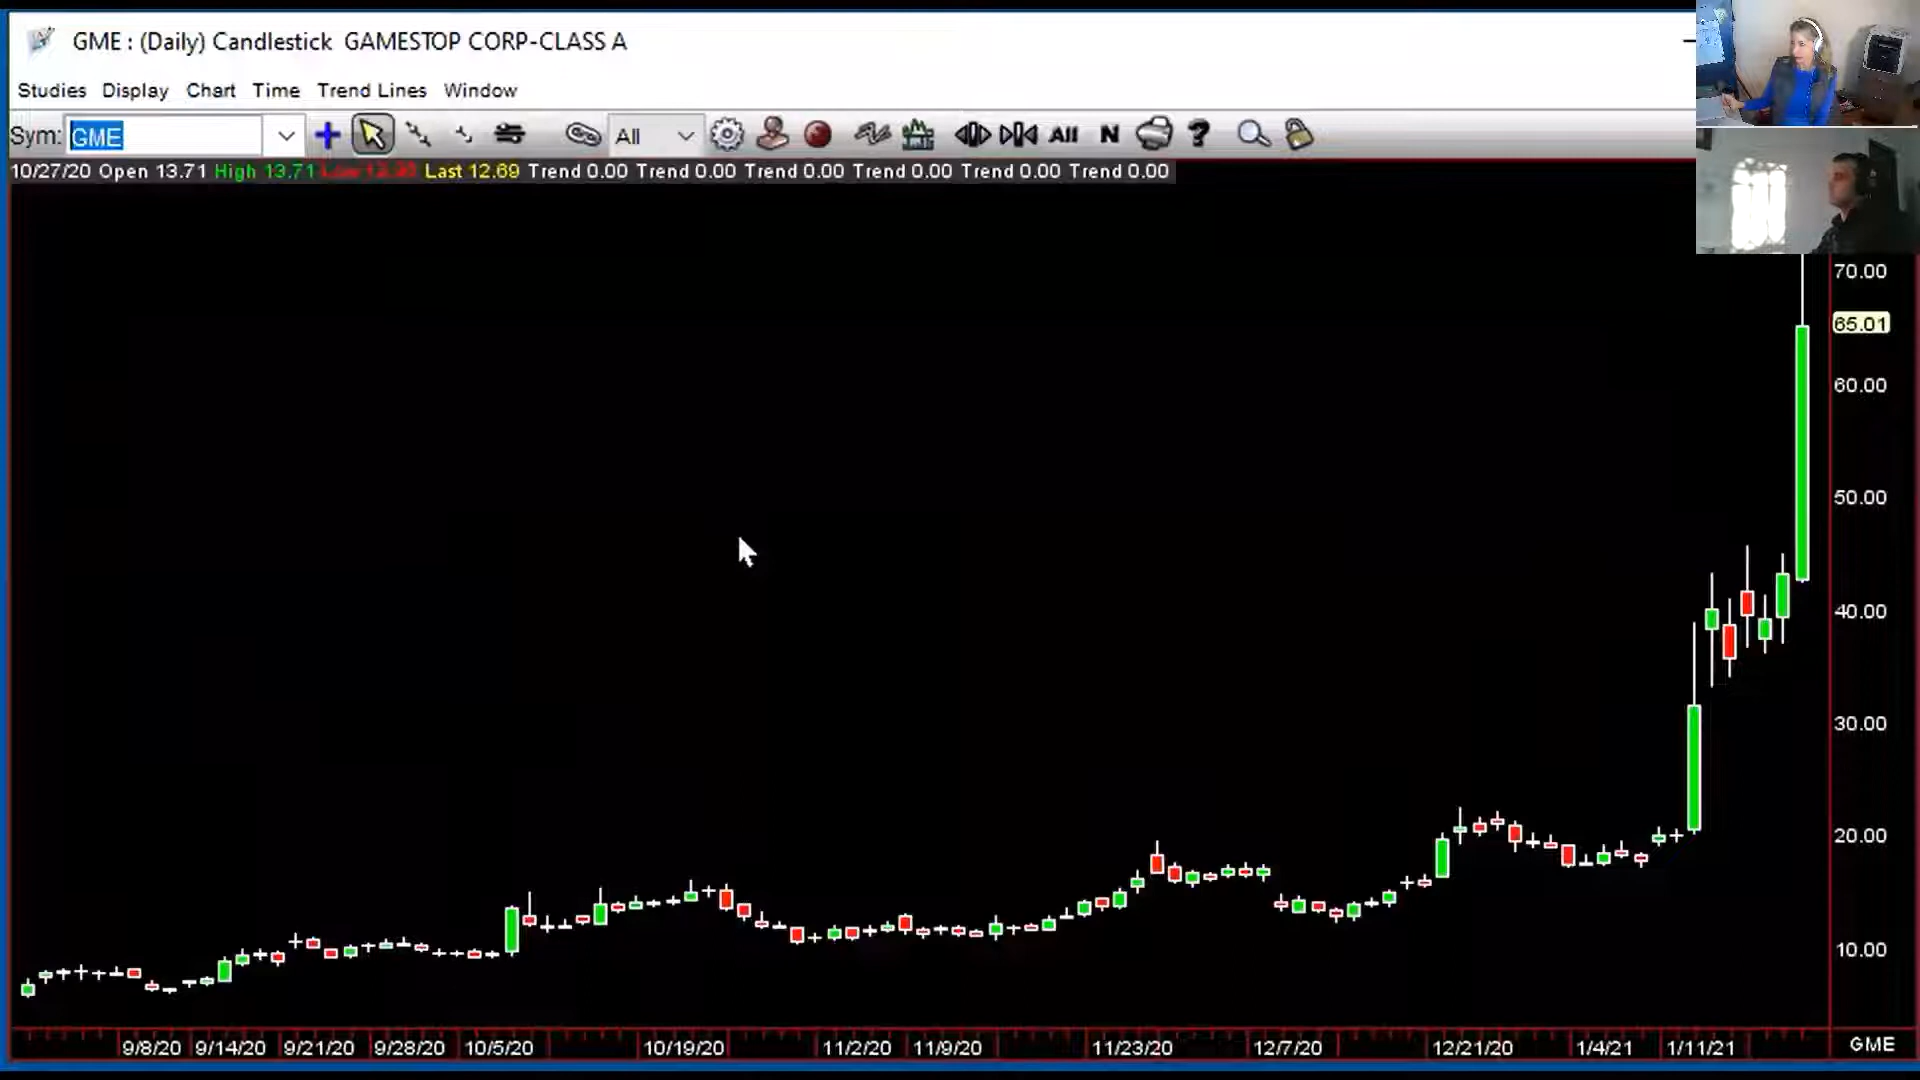 GME : (Daily) Candlestick GAMESTOP CORP-CLASS A
Studies Display Chart Time Trend Lines Window
Sym: GME All All N ?
10/27/20 Open 13.71 High 13.71 Low Last 12.69 Trend 0.00 Trend 0.00 Trend 0.00 Trend 0.00 Trend 0.00 Trend 0.00
70.00
65.01
60.00
50.00
40.00
30.00
20.00
10.00
9/8/20 9/14/20 9/21/20 9/28/20 10/5/20 10/19/20 11/2/20 11/9/20 11/23/20 12/7/20 12/21/20 1/4/21 1/11/21 GME